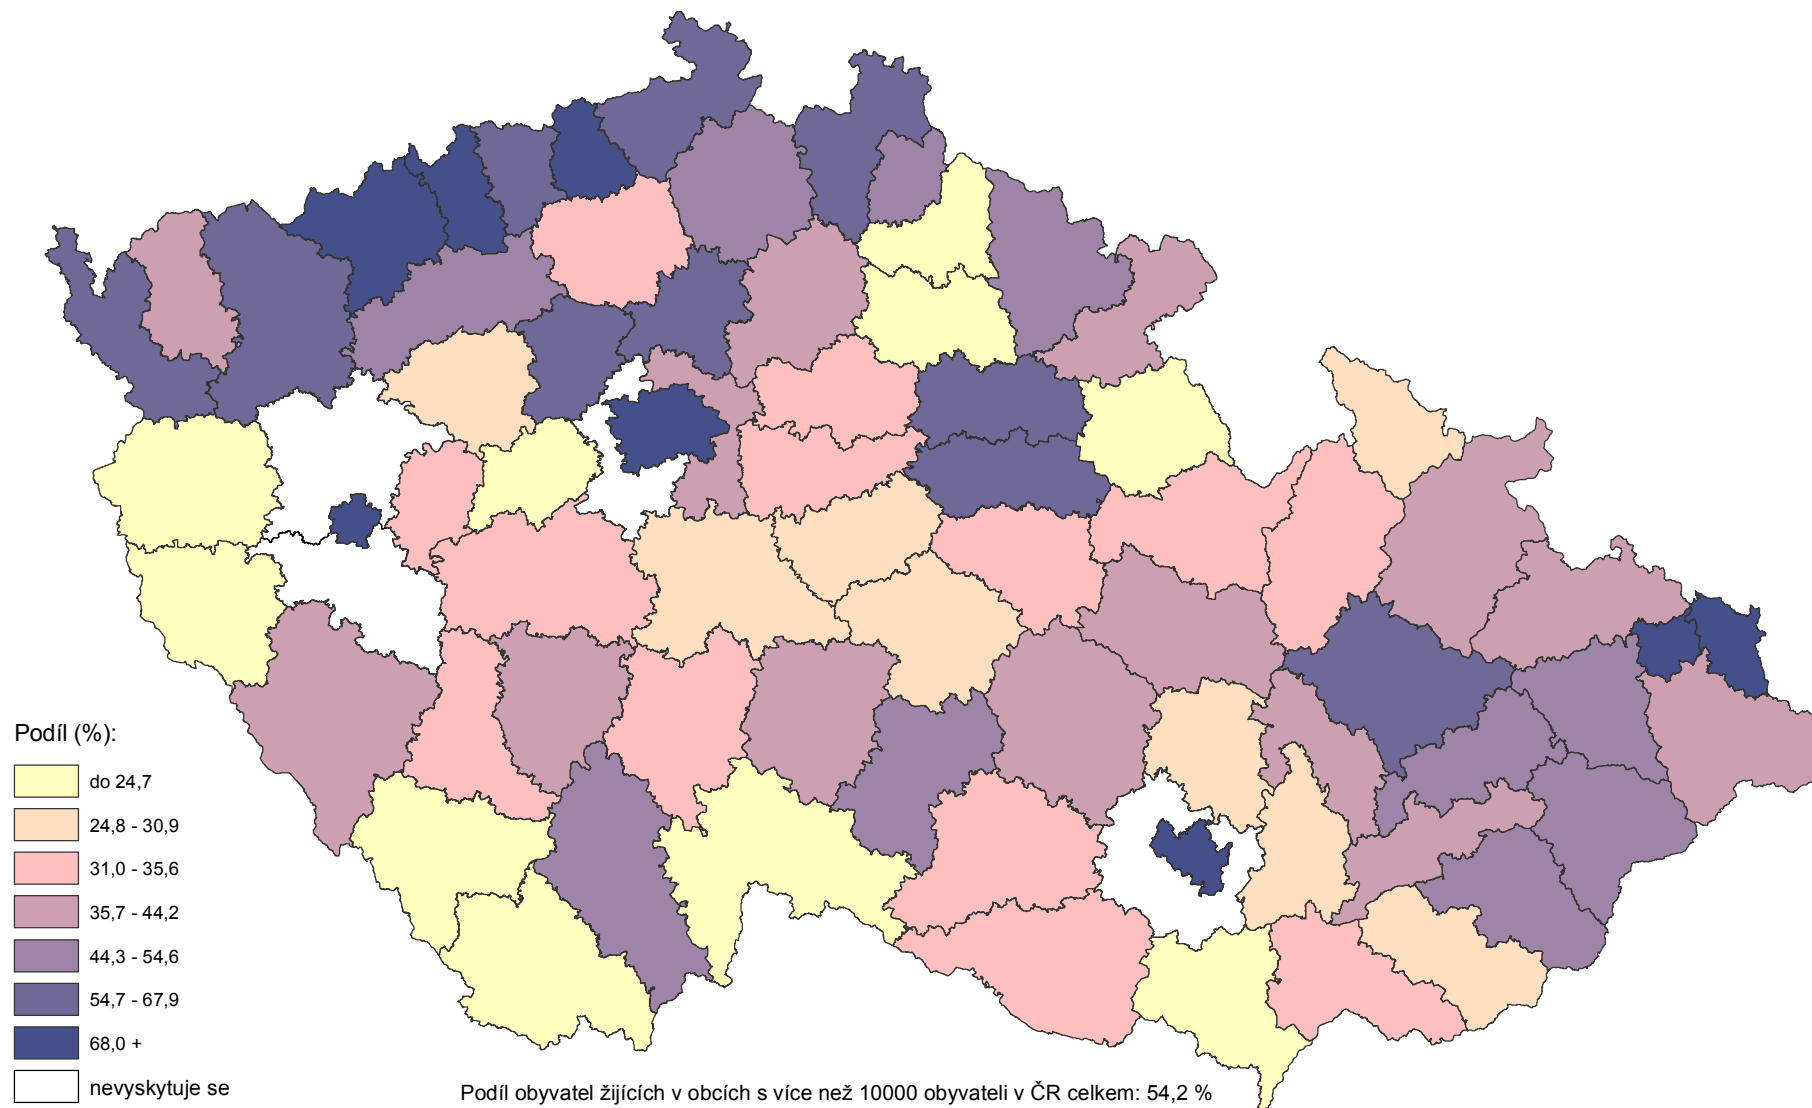 Podíl (%):
do 24,7
24,8 - 30,9
31,0 - 35,6
35,7 - 44,2
44,3 - 54,6
54,7 - 67,9
68,0 +
nevyskytuje se
Podíl obyvatel žijících v obcích s více než 10000 obyvateli v ČR celkem: 54,2 %